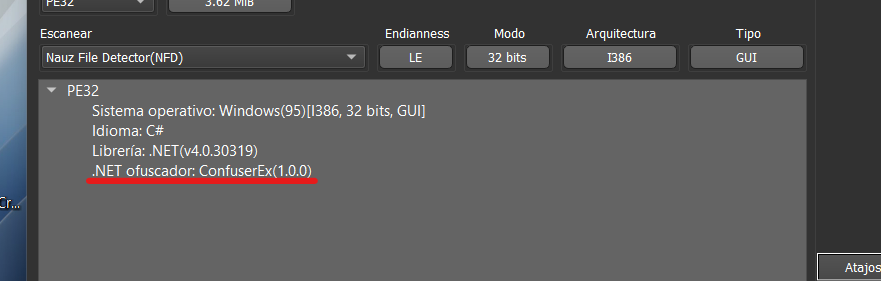 PE32
3.62 MiB
Escanear
Endianness
Modo
Arquitectura
Tipo
Nauz File Detector(NFD)
LE
32 bits
I386
GUI
PE32
Sistema operativo: Windows(95)[I386, 32 bits, GUI]
Idioma: C#
Librería: .NET(v4.0.30319)
.NET ofuscador: ConfuserEx(1.0.0)
Cr...
Atajos